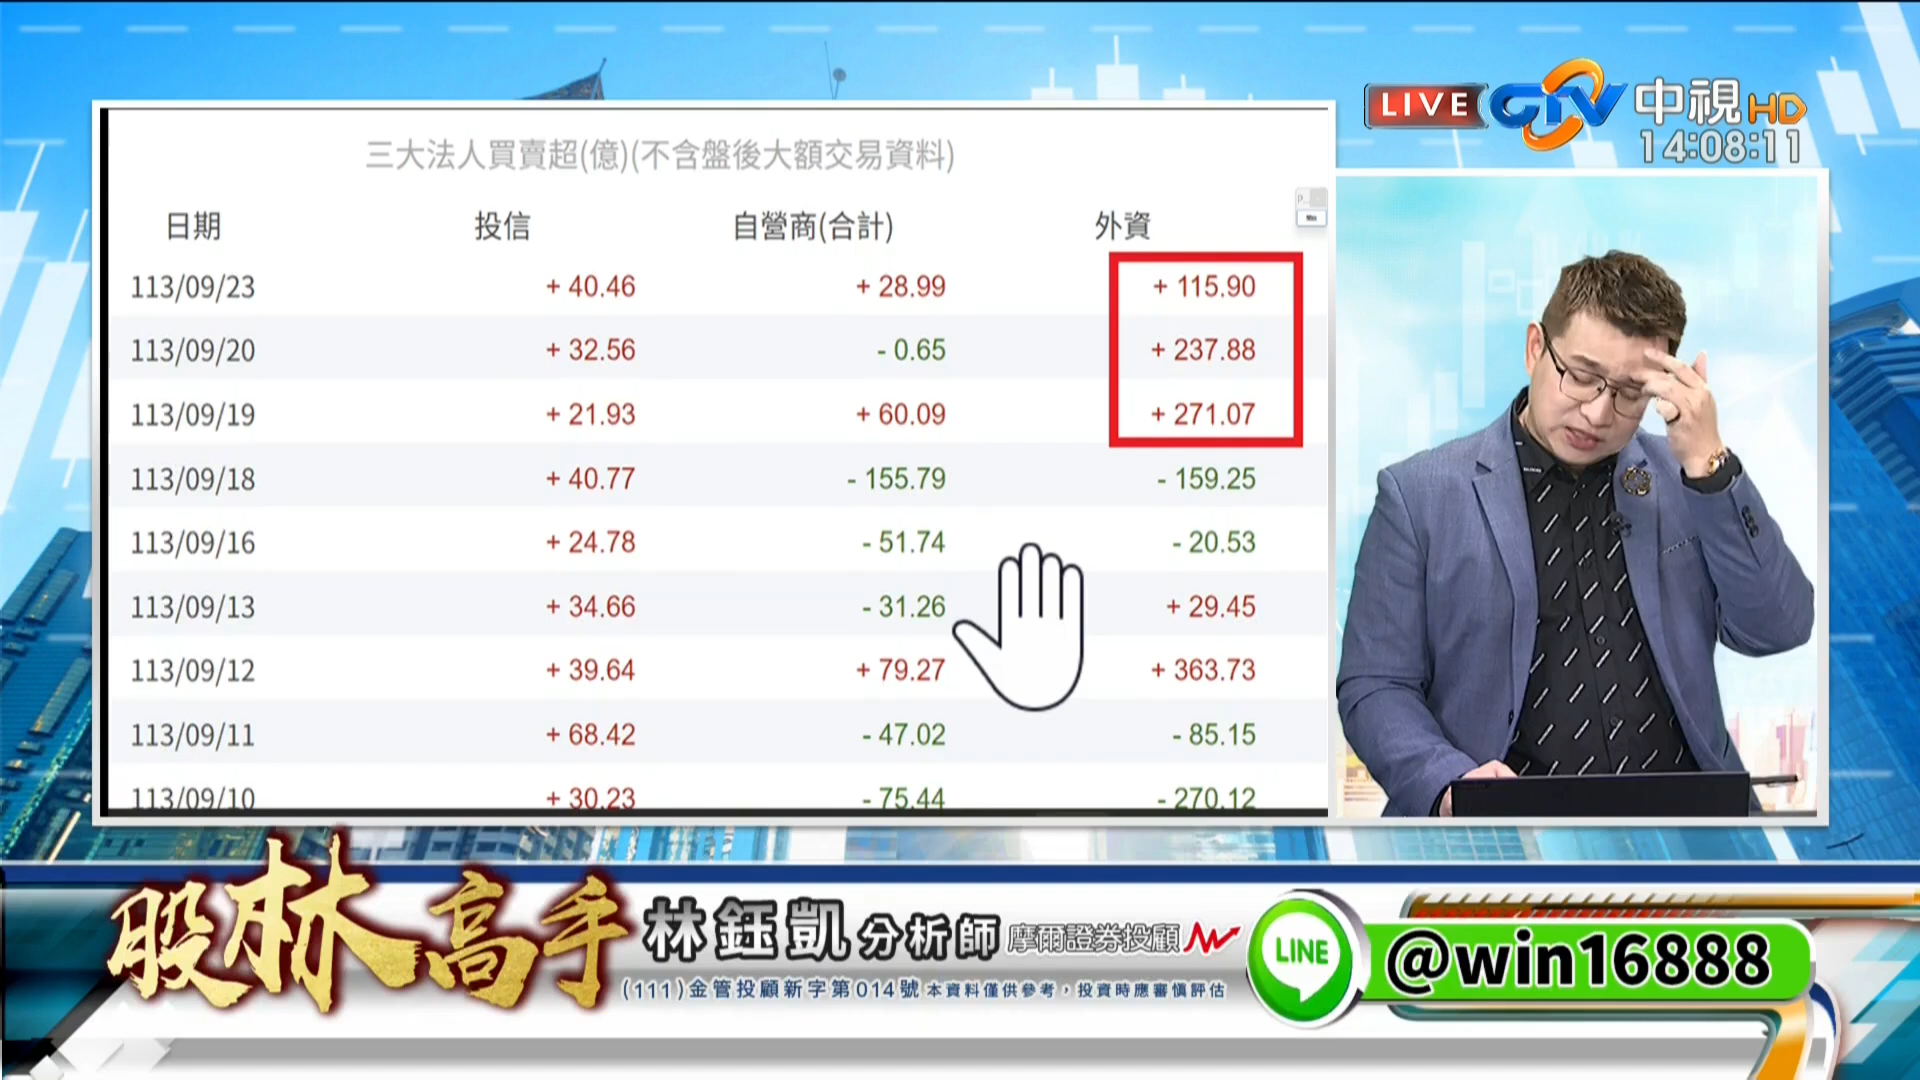 LIVE CTV 中視HD
14:08:11
三大法人買賣超(億)(不含盤後大額交易資料)
日期 投信 自營商(合計) 外資
113/09/23 + 40.46 + 28.99 + 115.90
113/09/20 + 32.56 - 0.65 + 237.88
113/09/19 + 21.93 + 60.09 + 271.07
113/09/18 + 40.77 - 155.79 - 159.25
113/09/16 + 24.78 - 51.74 - 20.53
113/09/13 + 34.66 - 31.26 + 29.45
113/09/12 + 39.64 + 79.27 + 363.73
113/09/11 + 68.42 - 47.02 - 85.15
113/09/10 + 30.23 - 75.44 - 270.12
股林高手 林鈺凱 分析師 摩爾證券投顧
(111)金管投顧新字第014號 本資料僅供參考，投資時應審慎評估
LINE @win16888